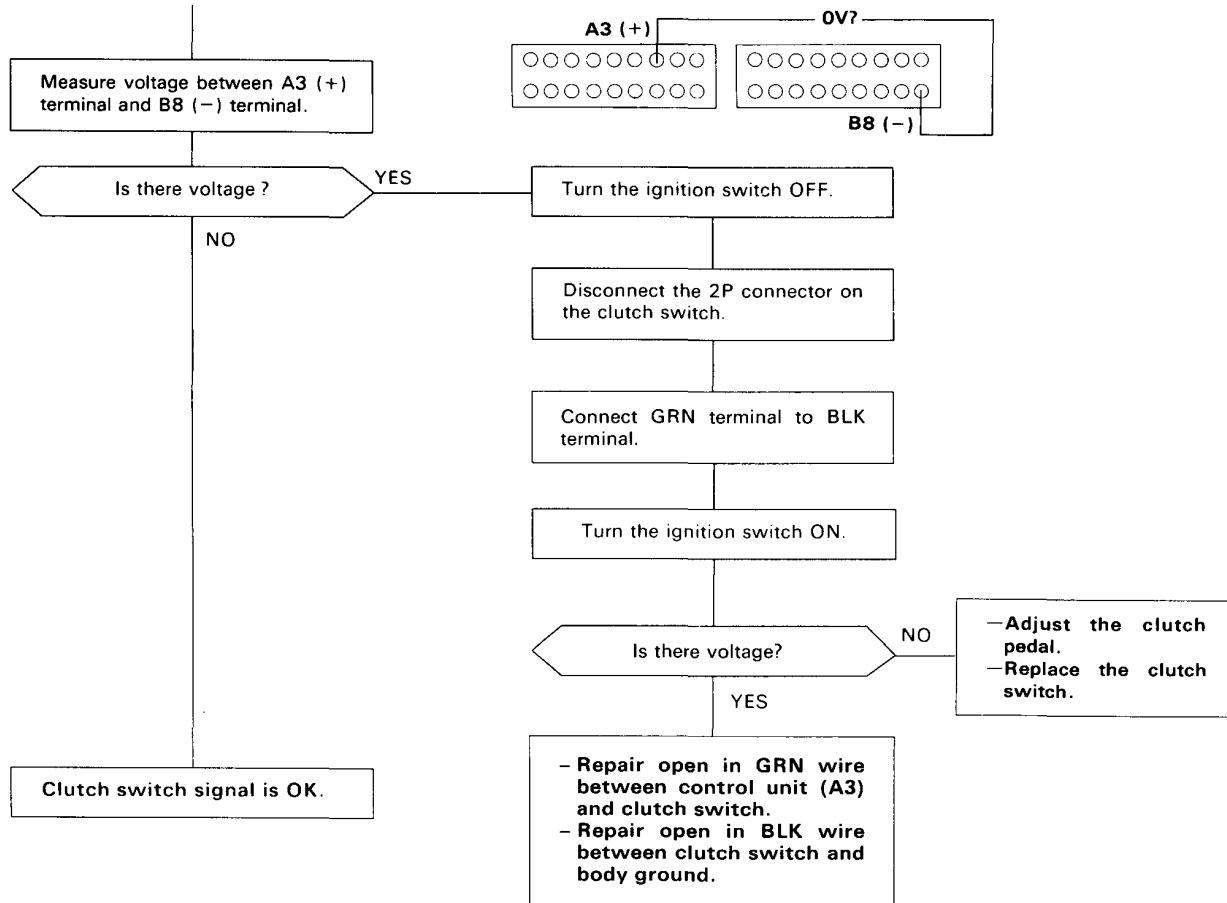 A3 (+)
0V?
B8 (−)
Measure voltage between A3 (+)
terminal and B8 (−) terminal.
Is there voltage ?
YES
NO
Turn the ignition switch OFF.
Disconnect the 2P connector on
the clutch switch.
Connect GRN terminal to BLK
terminal.
Turn the ignition switch ON.
Is there voltage?
NO
—Adjust the clutch
pedal.
—Replace the clutch
switch.
YES
– Repair open in GRN wire
between control unit (A3)
and clutch switch.
– Repair open in BLK wire
between clutch switch and
body ground.
Clutch switch signal is OK.